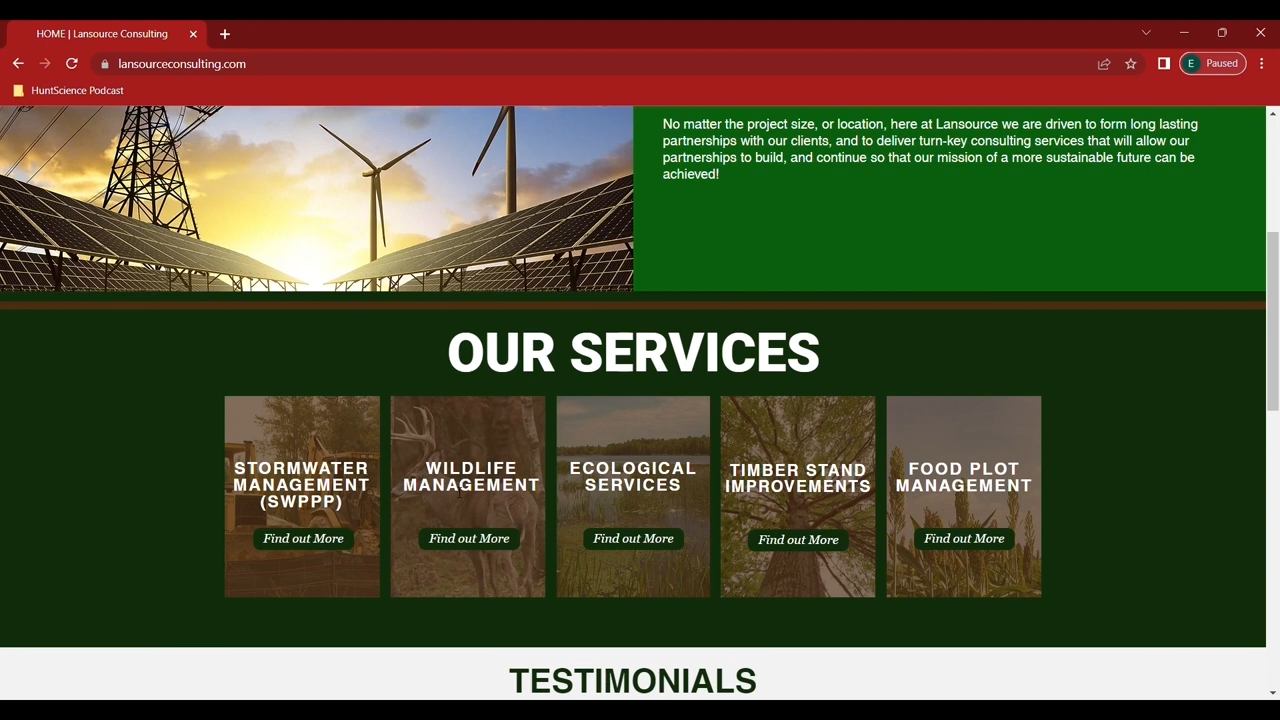 HOME | Lansource Consulting
lansourceconsulting.com
E Paused
HuntScience Podcast
No matter the project size, or location, here at Lansource we are driven to form long lasting
partnerships with our clients, and to deliver turn-key consulting services that will allow our
partnerships to build, and continue so that our mission of a more sustainable future can be
achieved!
OUR SERVICES
STORMWATER
MANAGEMENT
(SWPPP)
Find out More
WILDLIFE
MANAGEMENT
Find out More
ECOLOGICAL
SERVICES
Find out More
TIMBER STAND
IMPROVEMENTS
Find out More
FOOD PLOT
MANAGEMENT
Find out More
TESTIMONIALS